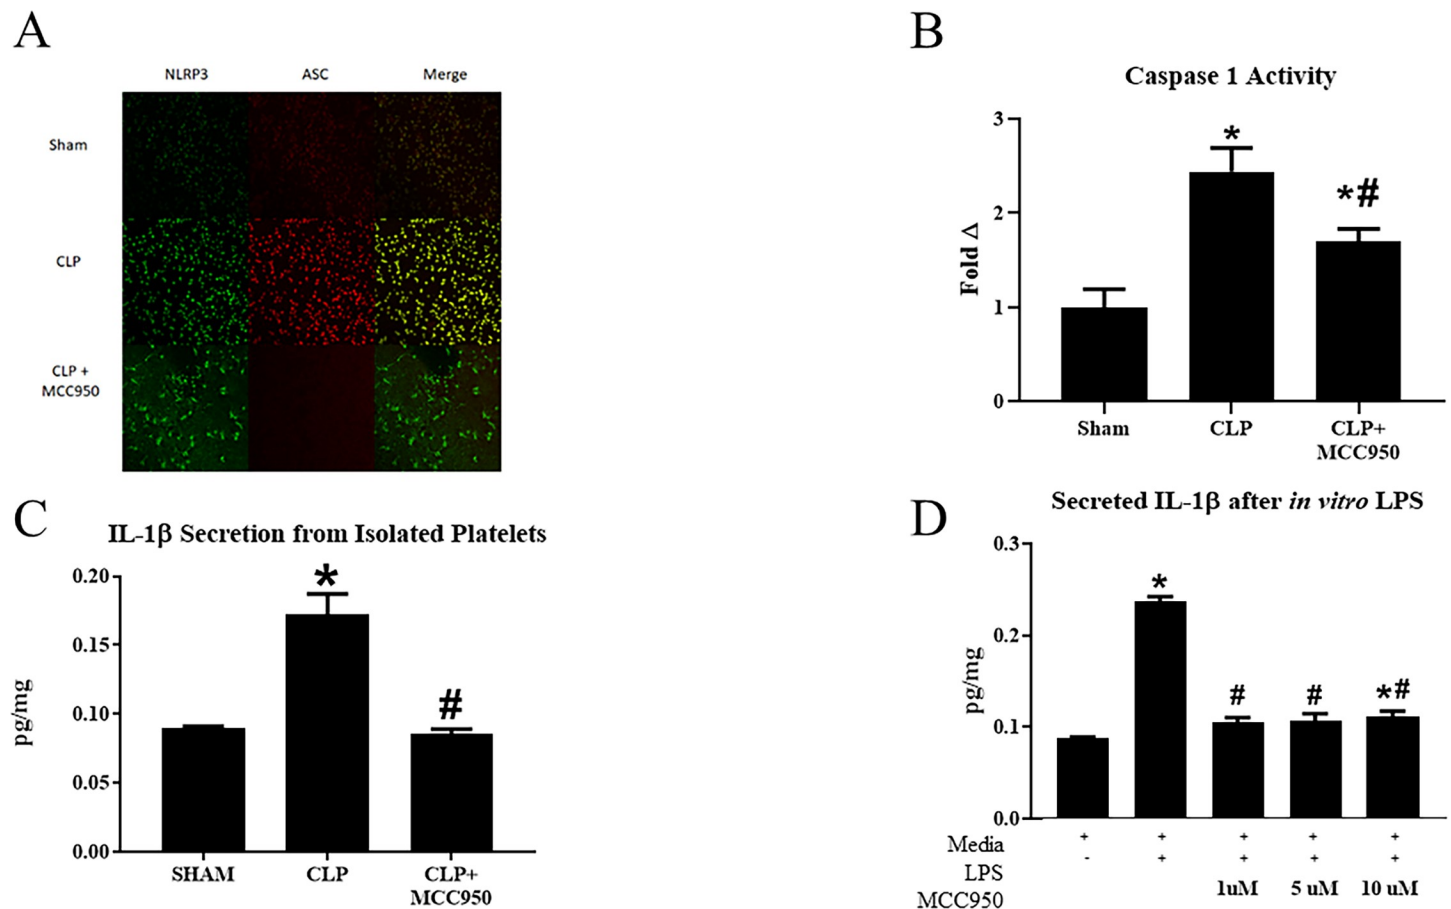 A
NLRP3 ASC Merge
Sham
CLP
CLP +
MCC950
B
Caspase 1 Activity
Fold Δ
3
2
1
0
*
*#
Sham CLP CLP+
MCC950
C
IL-1β Secretion from Isolated Platelets
pg/mg
0.20
0.15
0.10
0.05
0.00
*
#
SHAM CLP CLP+
MCC950
D
Secreted IL-1β after in vitro LPS
pg/mg
0.3
0.2
0.1
0.0
*
# # *#
Media + + + + +
LPS - + + + +
MCC950 1uM 5 uM 10 uM